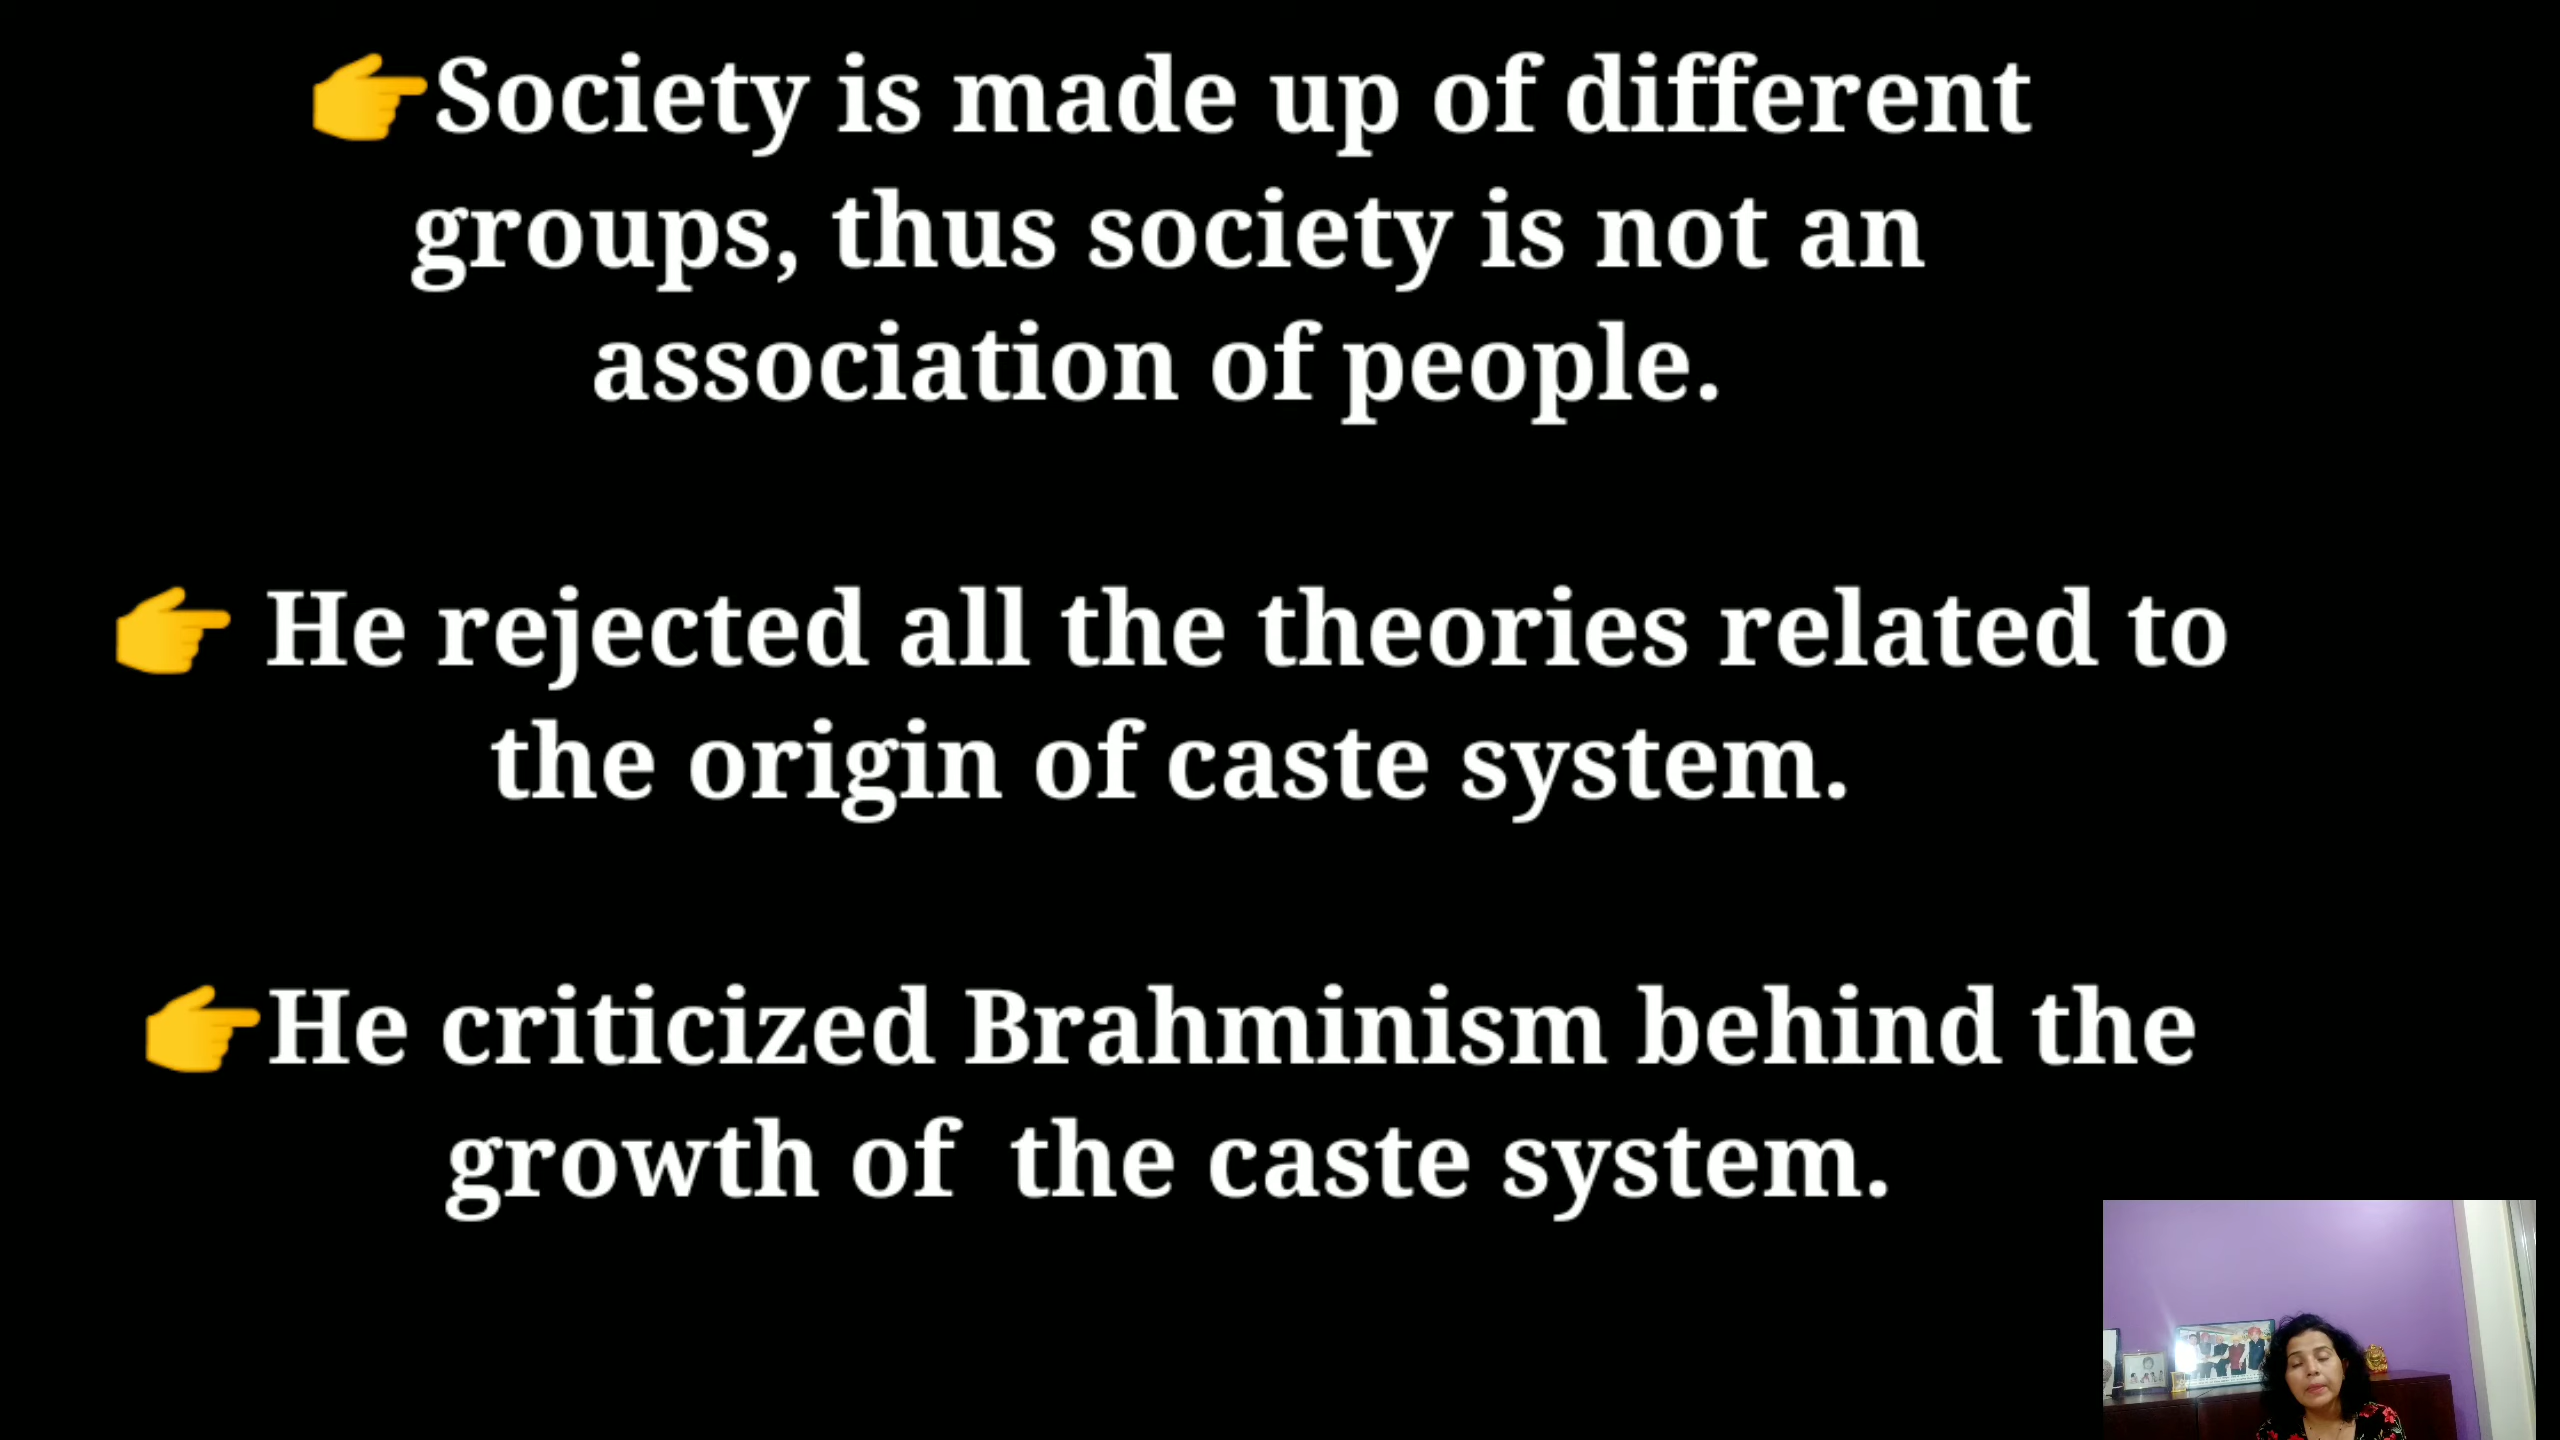 👉Society is made up of different
groups, thus society is not an
association of people.
👉 He rejected all the theories related to
the origin of caste system.
👉He criticized Brahminism behind the
growth of  the caste system.